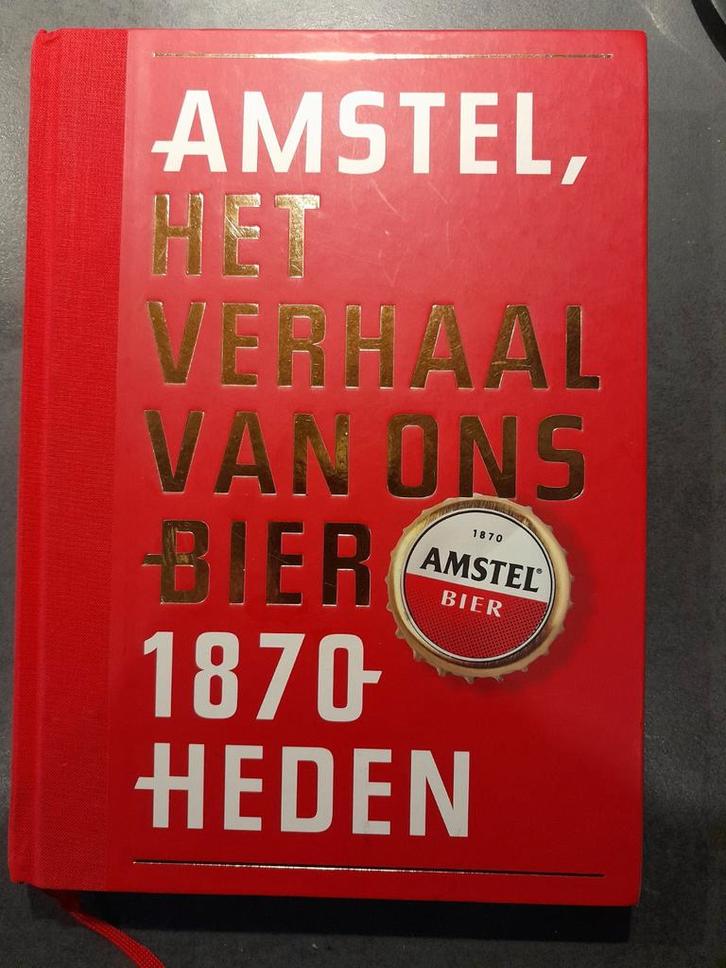 AMSTEL,
HET
VERHAAL
VAN ONS
BIER
1870
AMSTEL®
BIER
1870-
HEDEN